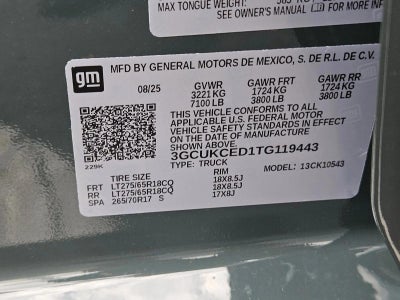 MAX TONGUE WEIGHT:
SEE OWNER'S MANUAL FOR MORE
gm
MFD BY GENERAL MOTORS DE MEXICO, S. DE R.L. DE C.V.
08/25 GVWR GAWR FRT GAWR RR
3221 KG 1724 KG 1724 KG
7100 LB 3800 LB 3800 LB
THIS VEHICLE CONFORMS TO ALL
APPLICABLE U.S. FEDERAL MOTOR
VEHICLE SAFETY STANDARDS IN EFFECT
ON THE DATE OF MANUFACTURE SHOWN ABOVE.
3GCUKCED1TG119443
229K
TYPE: TRUCK MODEL: 13CK10543
TIRE SIZE RIM
FRT LT275/65R18CQ 18X8.5J
RR LT275/65R18CQ 18X8.5J
SPA 265/70R17 S 17X8J